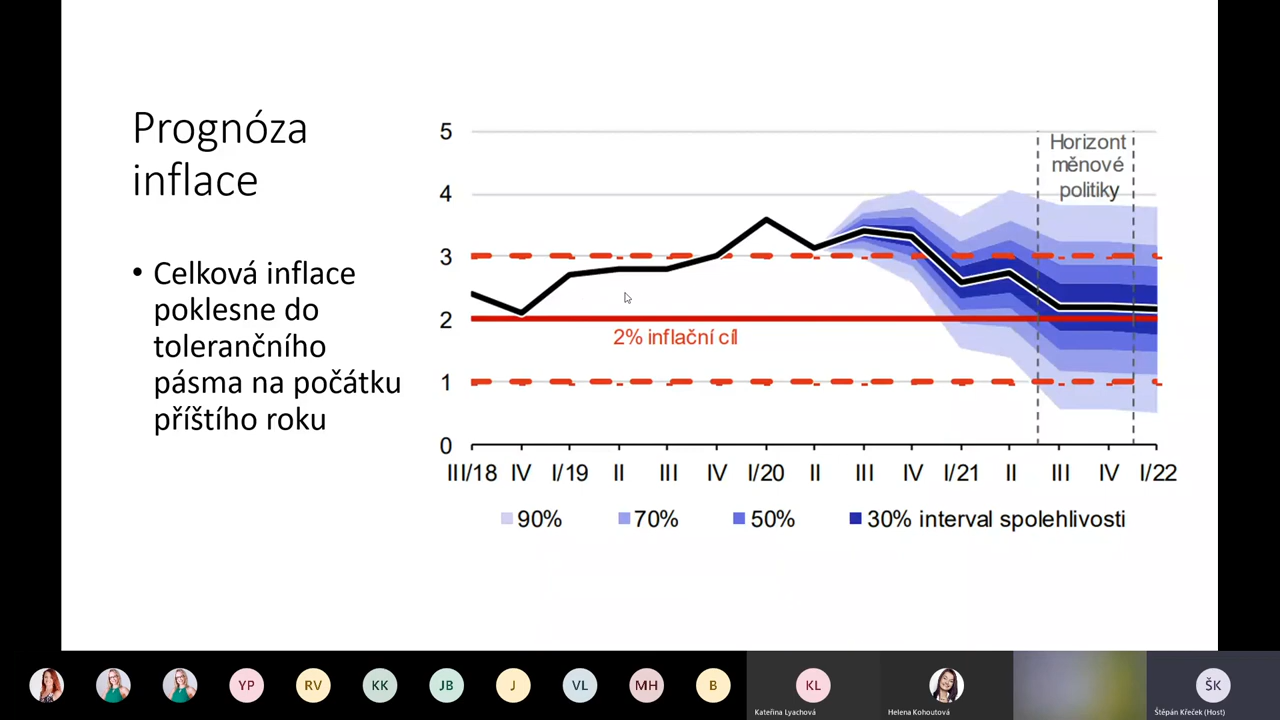 Prognóza
inflace
• Celková inflace
poklesne do
tolerančního
pásma na počátku
příštího roku
5
4
3
2
1
0
Horizont
měnové
politiky
2% inflační cíl
III/18 IV I/19 II III IV I/20 II III IV I/21 II III IV I/22
90% 70% 50% 30% interval spolehlivosti
YP RV KK JB J VL MH B KL ŠK
Kateřina Lyachová Helena Kohoutová Štěpán Křeček (Host)